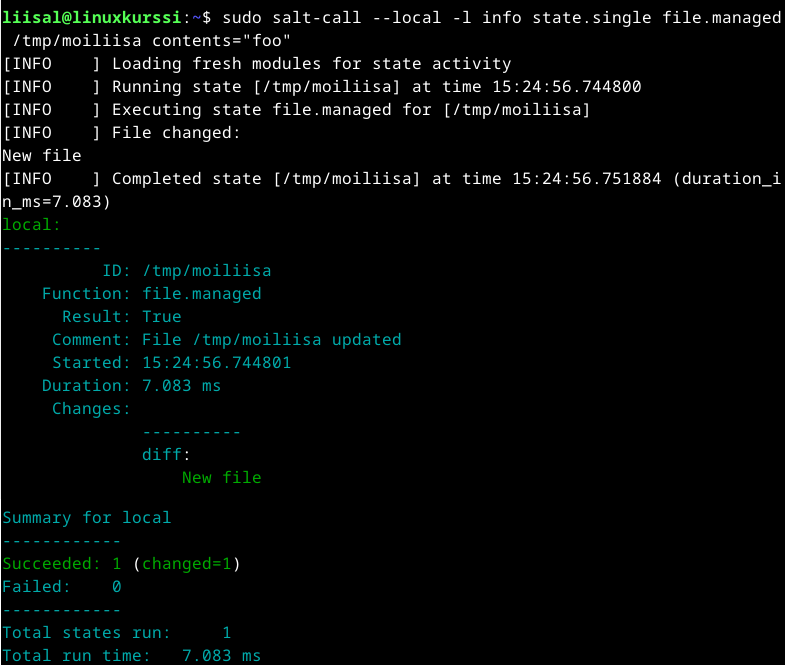 liisal@linuxkurssi:~$ sudo salt-call --local -l info state.single file.managed
 /tmp/moiliisa contents="foo"
[INFO    ] Loading fresh modules for state activity
[INFO    ] Running state [/tmp/moiliisa] at time 15:24:56.744800
[INFO    ] Executing state file.managed for [/tmp/moiliisa]
[INFO    ] File changed:
New file
[INFO    ] Completed state [/tmp/moiliisa] at time 15:24:56.751884 (duration_i
n_ms=7.083)
local:
----------
          ID: /tmp/moiliisa
    Function: file.managed
      Result: True
     Comment: File /tmp/moiliisa updated
     Started: 15:24:56.744801
    Duration: 7.083 ms
     Changes:
              ----------
              diff:
                  New file
Summary for local
------------
Succeeded: 1 (changed=1)
Failed:    0
------------
Total states run:     1
Total run time:   7.083 ms